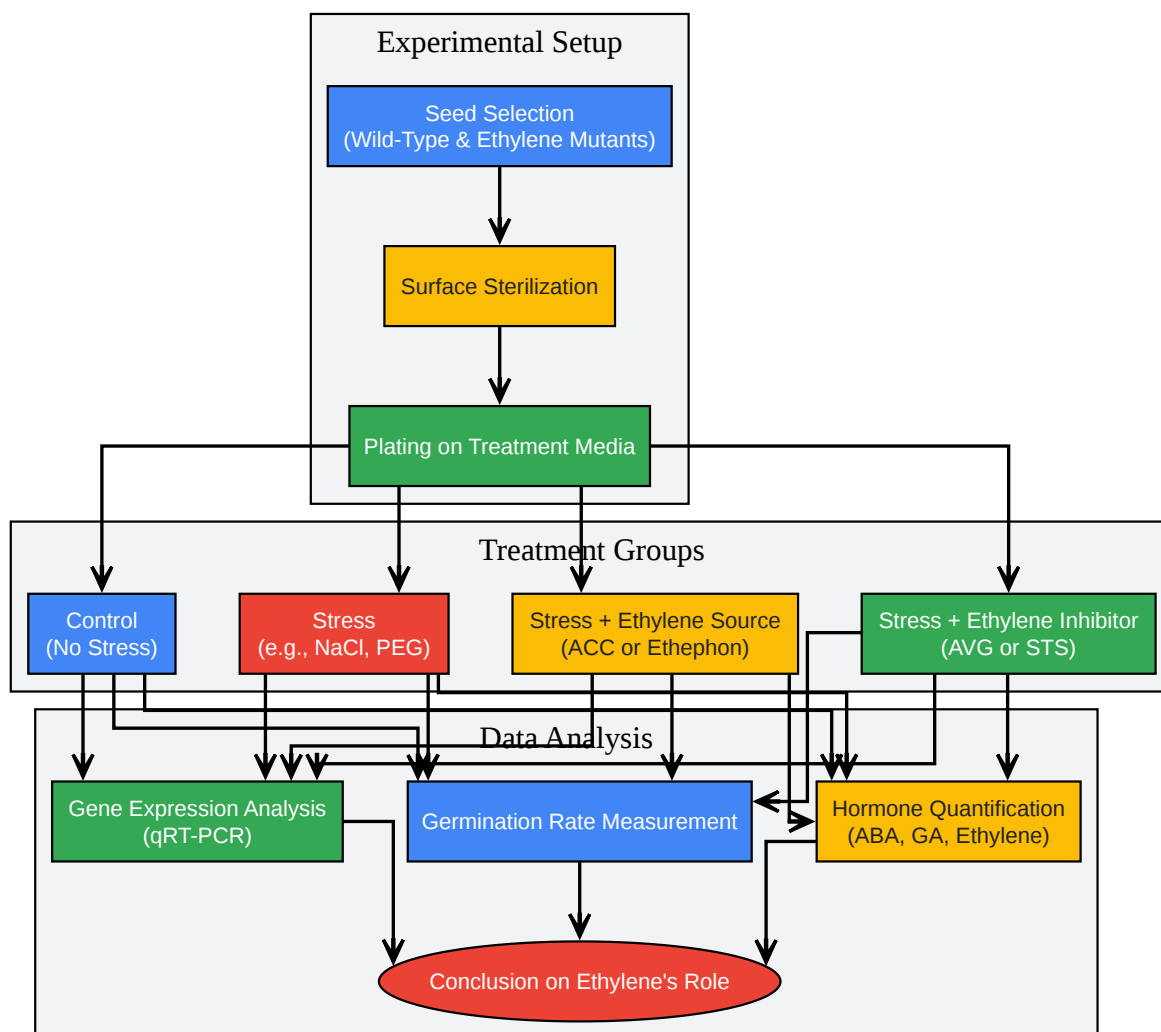 Experimental Setup
Seed Selection
(Wild-Type & Ethylene Mutants)
Surface Sterilization
Plating on Treatment Media
Treatment Groups
Control
(No Stress)
Stress
(e.g., NaCl, PEG)
Stress + Ethylene Source
(ACC or Ethephon)
Stress + Ethylene Inhibitor
(AVG or STS)
Data Analysis
Gene Expression Analysis
(qRT-PCR)
Germination Rate Measurement
Hormone Quantification
(ABA, GA, Ethylene)
Conclusion on Ethylene's Role